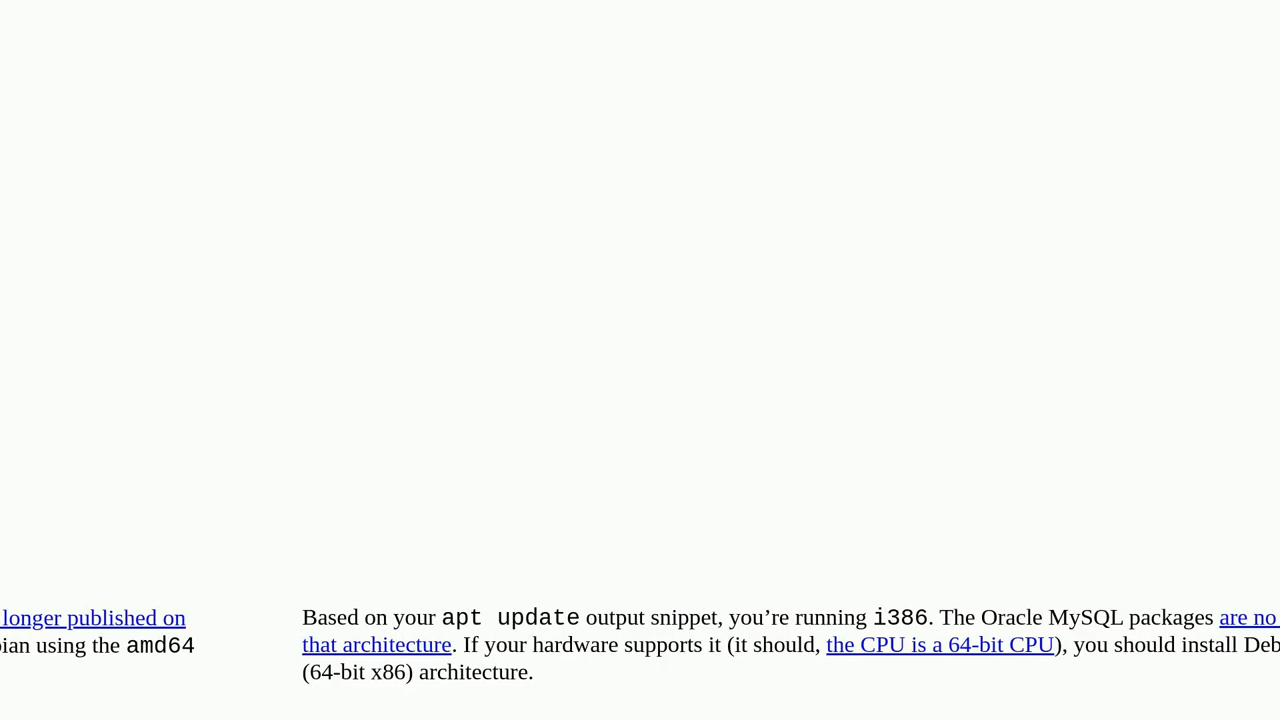 longer published on
ian using the amd64
Based on your apt update output snippet, you’re running i386. The Oracle MySQL packages are no
that architecture. If your hardware supports it (it should, the CPU is a 64-bit CPU), you should install Deb
(64-bit x86) architecture.